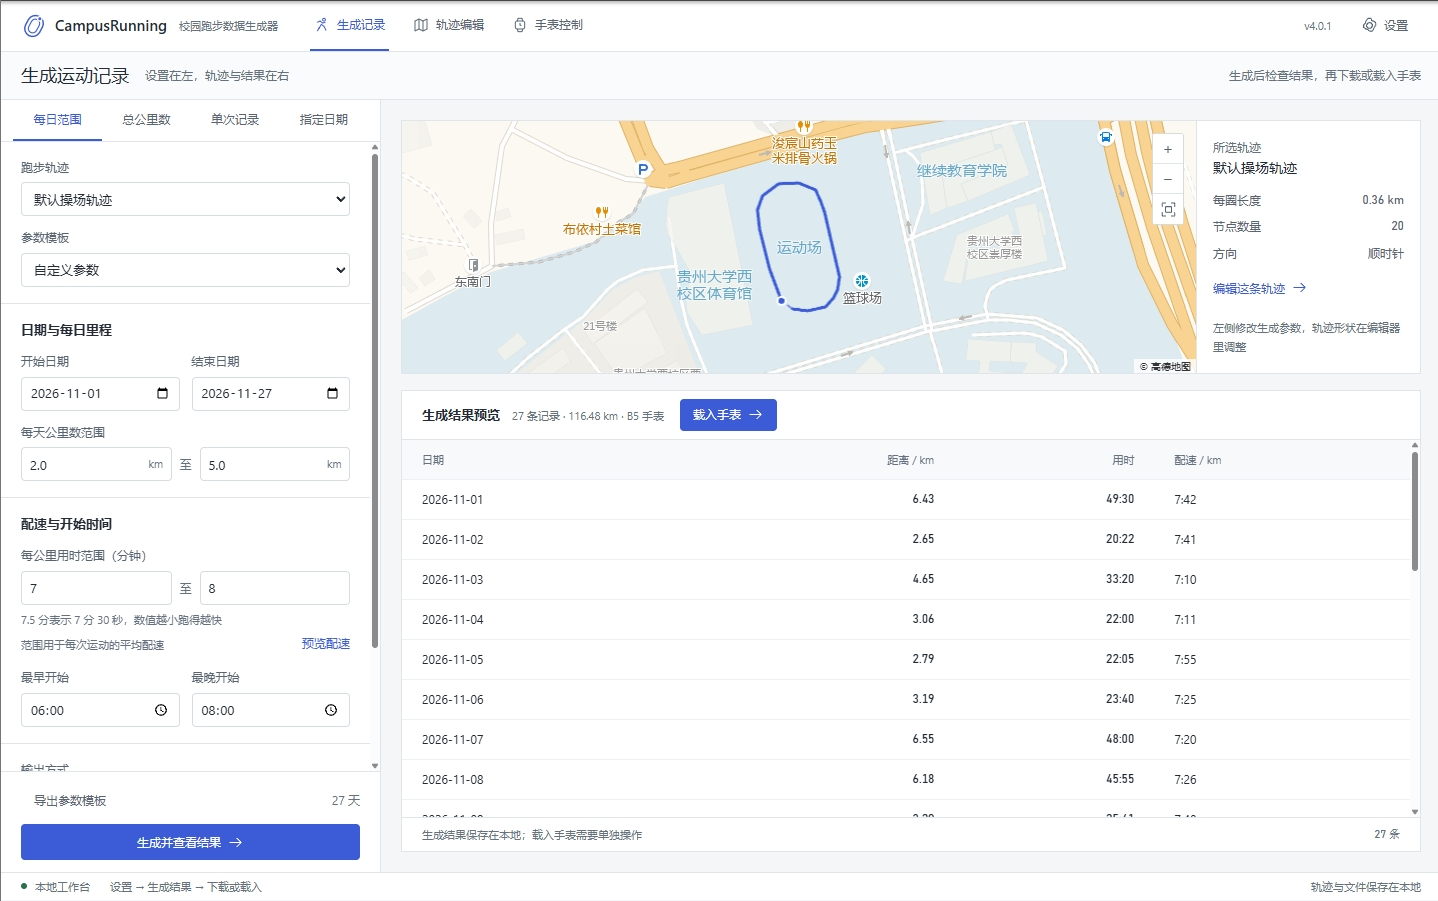 CampusRunning 校园跑步数据生成器 生成记录 轨迹编辑 手表控制 v4.0.1 设置
生成运动记录 设置在左，轨迹与结果在右 生成后检查结果，再下载或载入手表
每日范围 总公里数 单次记录 指定日期
跑步轨迹
默认操场轨迹
参数模板
自定义参数
日期与每日里程
开始日期 结束日期
2026-11-01 2026-11-27
每天公里数范围
2.0 km 至 5.0 km
配速与开始时间
每公里用时范围（分钟）
7 至 8
7.5 分表示 7 分 30 秒，数值越小跑得越快
范围用于每次运动的平均配速 预览配速
最早开始 最晚开始
06:00 08:00
输出方式
导出参数模板 27 天
生成并查看结果 →
浚宸山药玉
米排骨火锅
P
继续教育学院
布依村土菜馆
运动场
贵州大学西
校区崇厚楼
东南门
贵州大学西
校区体育馆
篮球场
21号楼
© 高德地图
+
−
所选轨迹
默认操场轨迹
每圈长度 0.36 km
节点数量 20
方向 顺时针
编辑这条轨迹 →
左侧修改生成参数，轨迹形状在编辑器
里调整
生成结果预览 27 条记录 · 116.48 km · B5 手表 载入手表 →
日期 距离 / km 用时 配速 / km
2026-11-01 6.43 49:30 7:42
2026-11-02 2.65 20:22 7:41
2026-11-03 4.65 33:20 7:10
2026-11-04 3.06 22:00 7:11
2026-11-05 2.79 22:05 7:55
2026-11-06 3.19 23:40 7:25
2026-11-07 6.55 48:00 7:20
2026-11-08 6.18 45:55 7:26
生成结果保存在本地；载入手表需要单独操作 27 条
本地工作台 设置 → 生成结果 → 下载或载入 轨迹与文件保存在本地